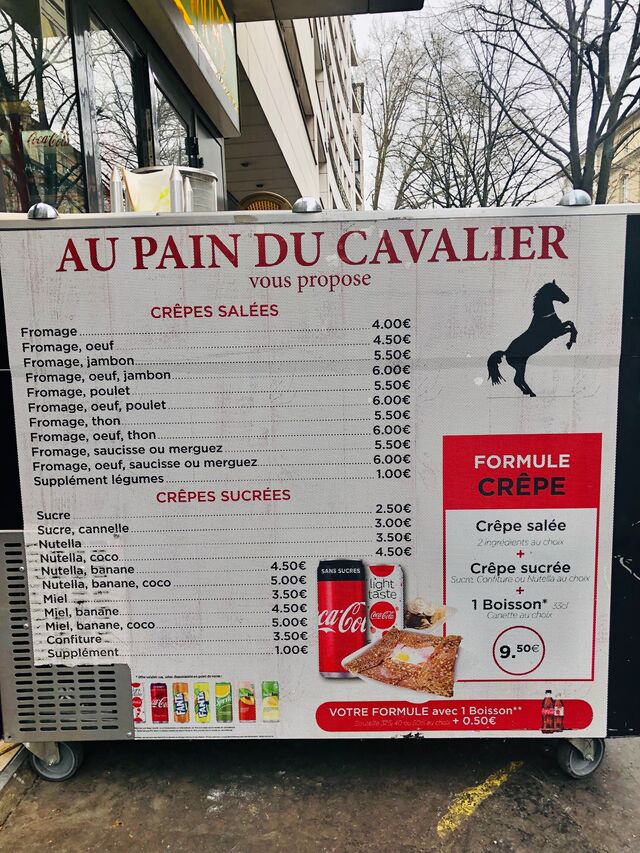 AU PAIN DU CAVALIER
vous propose
CRÊPES SALÉES
Fromage 4.00€
Fromage, oeuf 4.50€
Fromage, jambon 5.50€
Fromage, oeuf, jambon 6.00€
Fromage, poulet 5.50€
Fromage, oeuf, poulet 6.00€
Fromage, thon 5.50€
Fromage, oeuf, thon 6.00€
Fromage, saucisse ou merguez 5.50€
Fromage, oeuf, saucisse ou merguez 6.00€
Supplément légumes 1.00€
CRÊPES SUCRÉES
Sucre 2.50€
Sucre, cannelle 3.00€
Nutella 3.50€
Nutella, coco 4.50€
Nutella, banane 4.50€
Nutella, banane, coco 5.00€
Miel 3.50€
Miel, banane 4.50€
Miel, banane, coco 5.00€
Confiture 3.50€
Supplément 1.00€
FORMULE
CRÊPE
Crêpe salée
2 ingrédients au choix
+
Crêpe sucrée
Sucre, Confiture ou Nutella au choix
+
1 Boisson* 33cl
Canette au choix
9.50€
SANS SUCRES
light
taste
Coca-Cola
VOTRE FORMULE avec 1 Boisson**
+ 0.50€